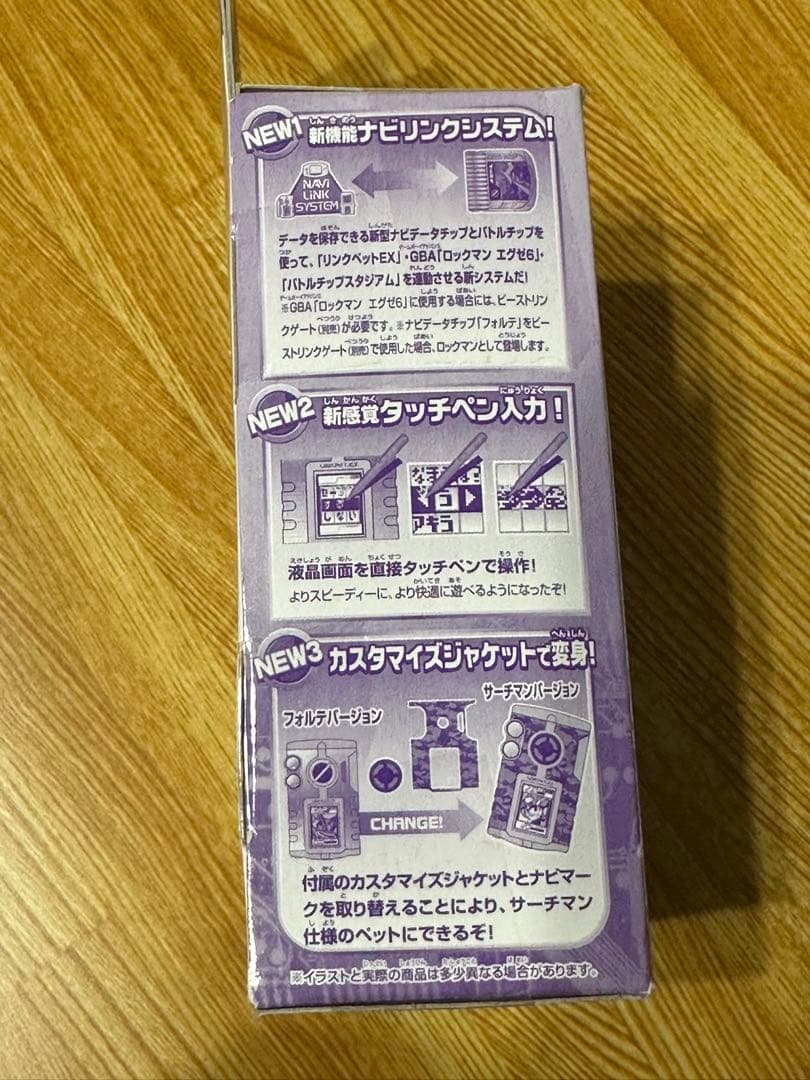 NEW1 新機能ナビリンクシステム!
NAVI
LINK
SYSTEM
データを保存できる新型ナビデータチップとバトルチップを
使って、「リンクペットEX」・GBA「ロックマン エグゼ6」・
「バトルチップスタジアム」を連動させる新システムだ!
※GBA「ロックマン エグゼ6」に使用する場合には、ビーストリン
クゲート(別売)が必要です。※ナビデータチップ「フォルテ」をビー
ストリンクゲート(別売)で使用した場合、ロックマンとして登場します。
NEW2 新感覚タッチペン入力!
アキラ
液晶画面を直接タッチペンで操作!
よりスピーディーに、より快適に遊べるようになったぞ!
NEW3 カスタマイズジャケットで変身!
サーチマンバージョン
フォルテバージョン
CHANGE!
付属のカスタマイズジャケットとナビマー
クを取り替えることにより、サーチマン
仕様のペットにできるぞ!
※イラストと実際の商品は多少異なる場合があります。